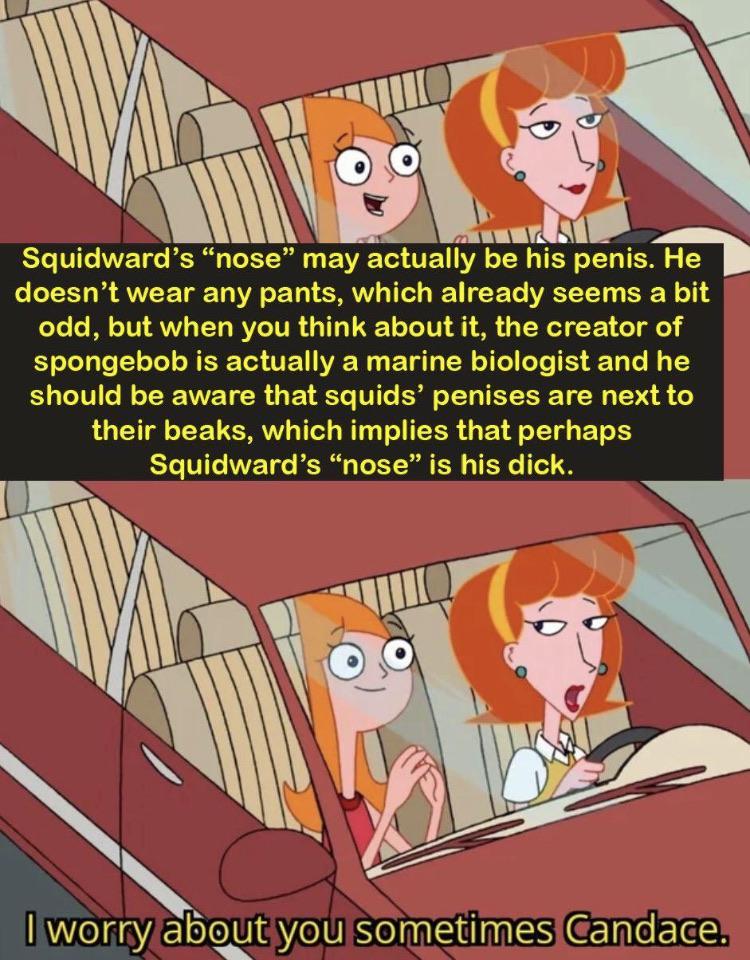 Squidward’s “nose” may actually be his penis. He
doesn’t wear any pants, which already seems a bit
odd, but when you think about it, the creator of
spongebob is actually a marine biologist and he
should be aware that squids’ penises are next to
their beaks, which implies that perhaps
Squidward’s “nose” is his dick.
I worry about you sometimes Candace.